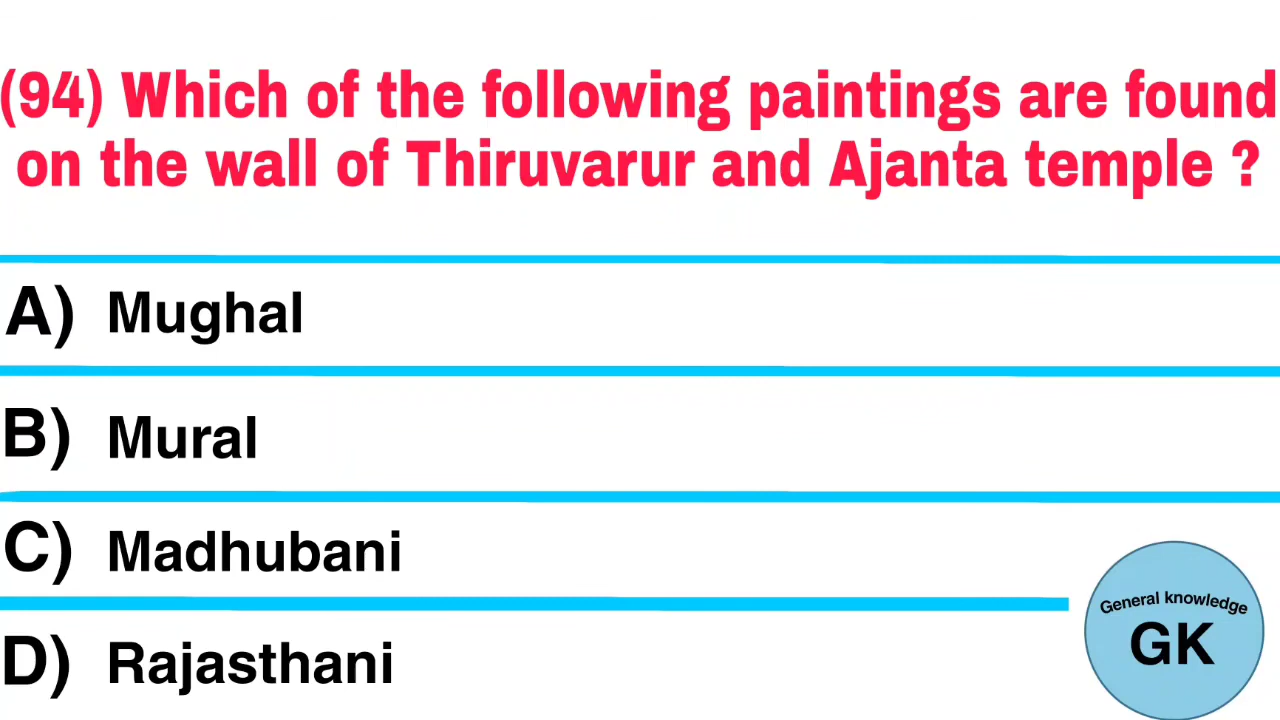 (94) Which of the following paintings are found
on the wall of Thiruvarur and Ajanta temple ?
A) Mughal
B) Mural
C) Madhubani
D) Rajasthani
General knowledge
GK